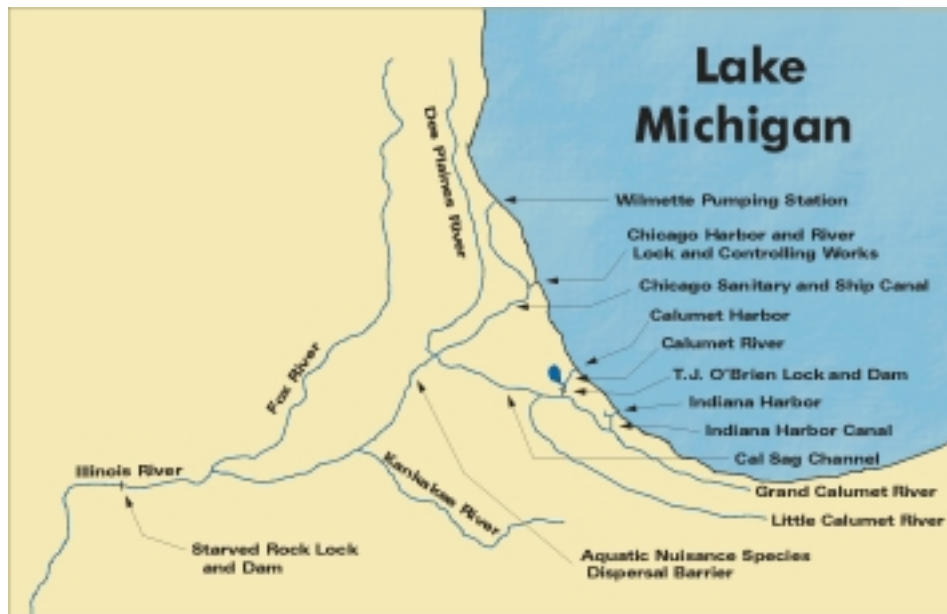 Lake
Michigan
Des Plaines River
Wilmette Pumping Station
Chicago Harbor and River
Lock and Controlling Works
Chicago Sanitary and Ship Canal
Calumet Harbor
Calumet River
T.J. O'Brien Lock and Dam
Indiana Harbor
Indiana Harbor Canal
Cal Sag Channel
Grand Calumet River
Little Calumet River
Fox River
Illinois River
Kankakee River
Starved Rock Lock
and Dam
Aquatic Nuisance Species
Dispersal Barrier